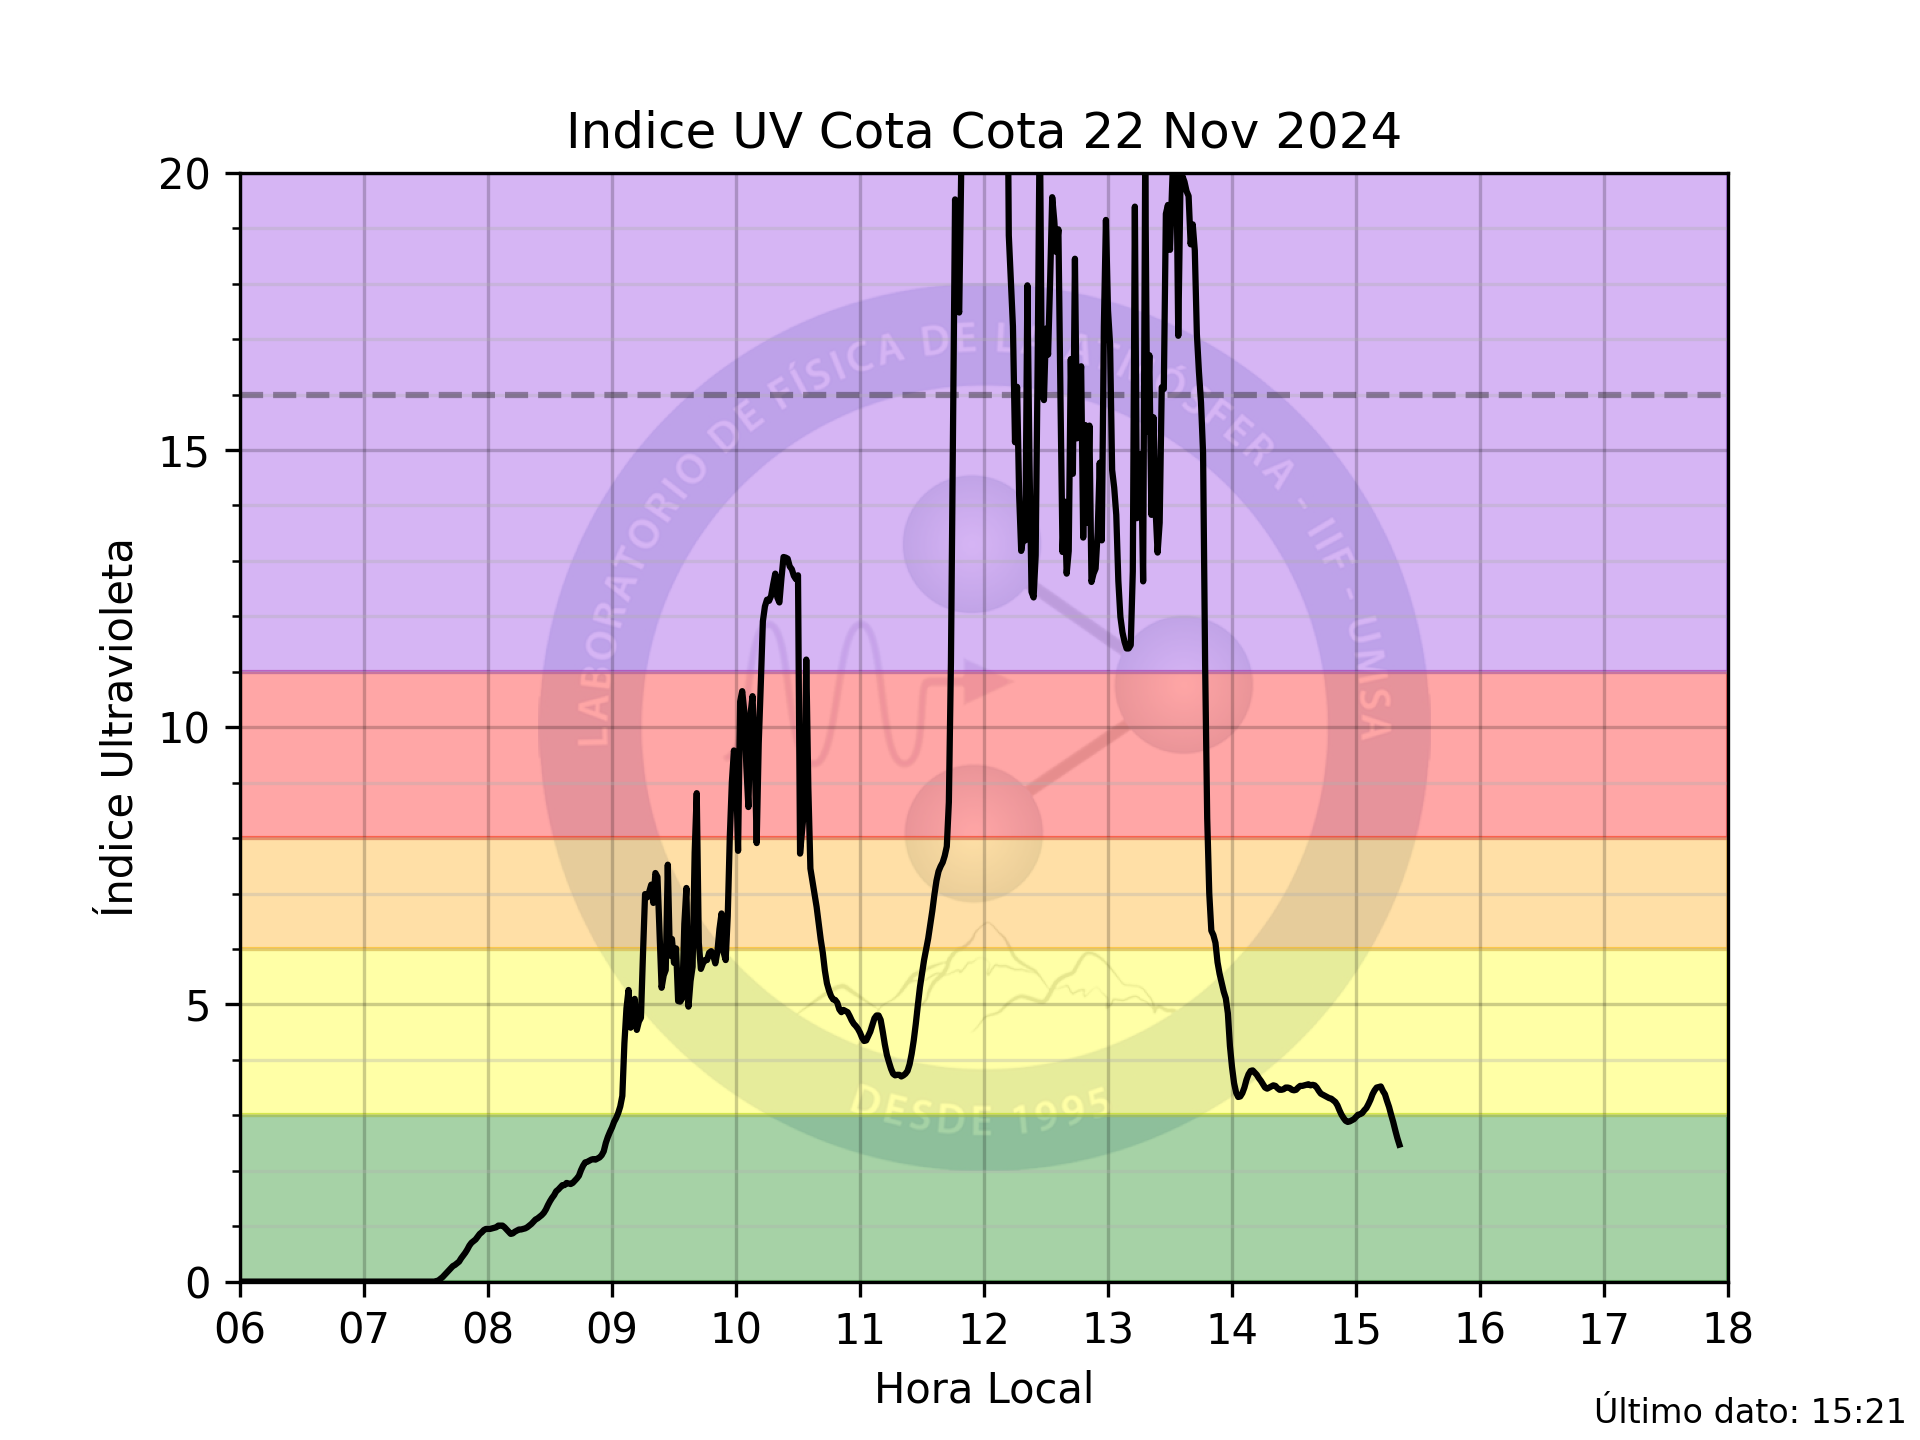 Indice UV Cota Cota 22 Nov 2024
20
15
10
5
0
Índice Ultravioleta
LABORATORIO DE FÍSICA DE LA ATMÓSFERA - IIF - UMSA
DESDE 1995
06 07 08 09 10 11 12 13 14 15 16 17 18
Hora Local
Último dato: 15:21